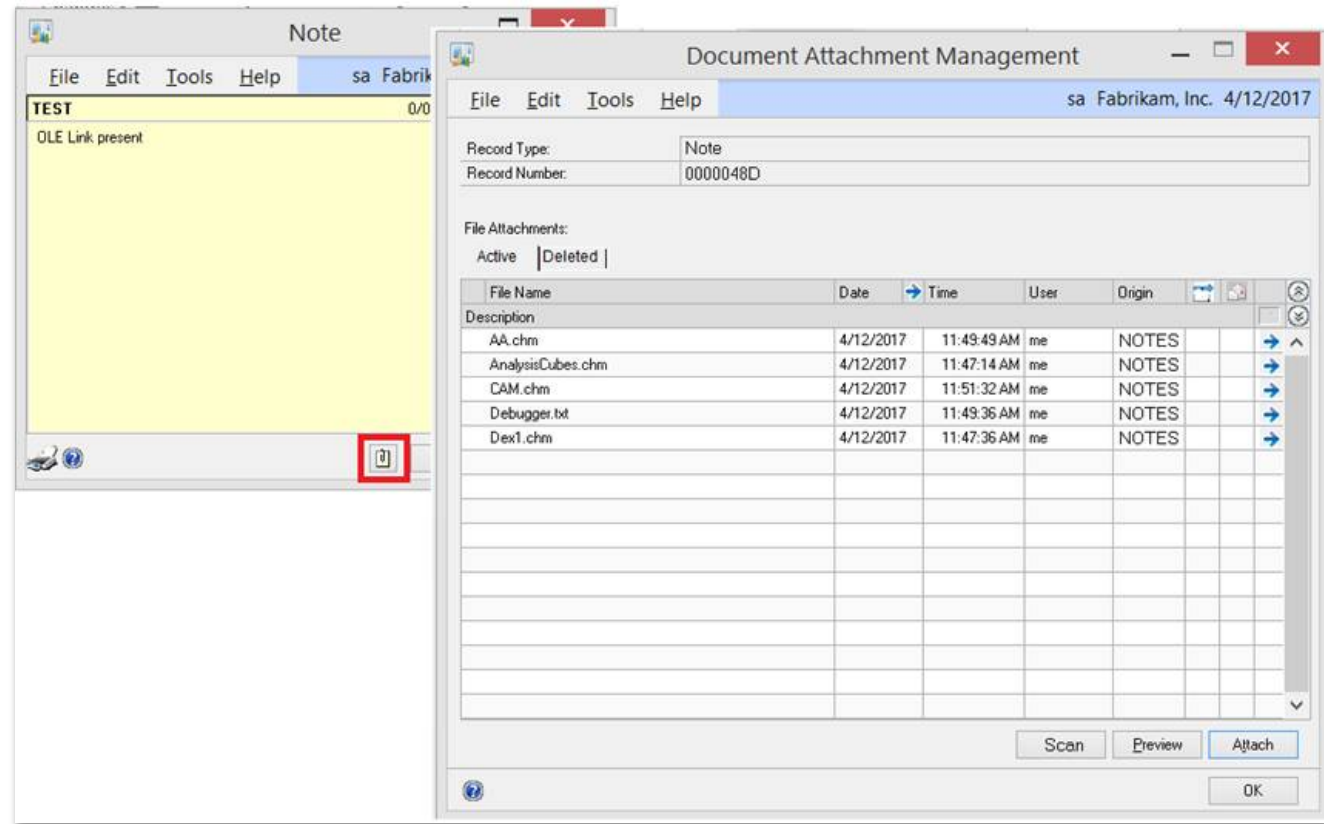 Note
File Edit Tools Help sa Fabrik
TEST 0/0
OLE Link present
Document Attachment Management
File Edit Tools Help sa Fabrikam, Inc. 4/12/2017
Record Type: Note
Record Number: 0000048D
File Attachments:
Active Deleted
File Name Date Time User Origin
Description
AA.chm 4/12/2017 11:49:49 AM me NOTES
AnalysisCubes.chm 4/12/2017 11:47:14 AM me NOTES
CAM.chm 4/12/2017 11:51:32 AM me NOTES
Debugger.txt 4/12/2017 11:49:36 AM me NOTES
Dex1.chm 4/12/2017 11:47:36 AM me NOTES
Scan Preview Attach
OK